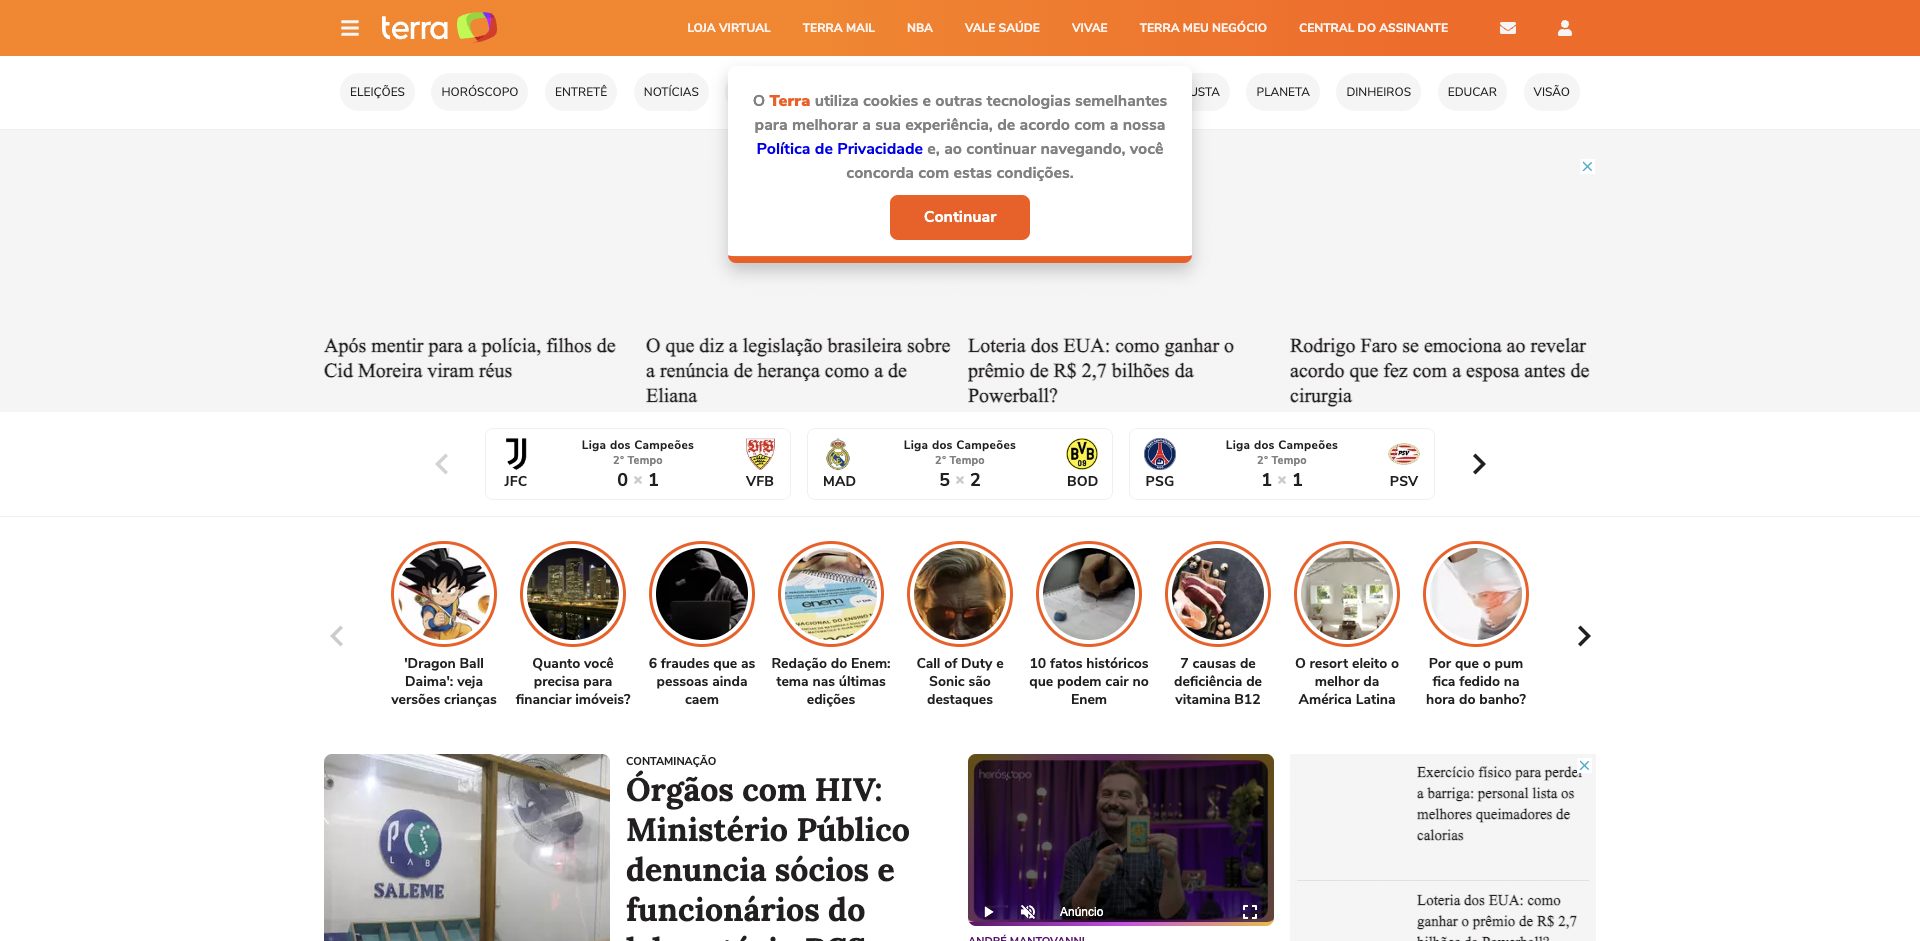 terra
LOJA VIRTUAL
TERRA MAIL
NBA
VALE SAÚDE
VIVAE
TERRA MEU NEGÓCIO
CENTRAL DO ASSINANTE
ELEIÇÕES
HORÓSCOPO
ENTRETÊ
NOTÍCIAS
USTA
PLANETA
DINHEIROS
EDUCAR
VISÃO
O Terra utiliza cookies e outras tecnologias semelhantes
para melhorar a sua experiência, de acordo com a nossa
Política de Privacidade e, ao continuar navegando, você
concorda com estas condições.
Continuar
Após mentir para a polícia, filhos de
Cid Moreira viram réus
O que diz a legislação brasileira sobre
a renúncia de herança como a de
Eliana
Loteria dos EUA: como ganhar o
prêmio de R$ 2,7 bilhões da
Powerball?
Rodrigo Faro se emociona ao revelar
acordo que fez com a esposa antes de
cirurgia
Liga dos Campeões
2º Tempo
JFC 0 × 1 VFB
Liga dos Campeões
2º Tempo
MAD 5 × 2 BOD
Liga dos Campeões
2º Tempo
PSG 1 × 1 PSV
'Dragon Ball
Daima': veja
versões crianças
Quanto você
precisa para
financiar imóveis?
6 fraudes que as
pessoas ainda
caem
enem
Redação do Enem:
tema nas últimas
edições
Call of Duty e
Sonic são
destaques
10 fatos históricos
que podem cair no
Enem
7 causas de
deficiência de
vitamina B12
O resort eleito o
melhor da
América Latina
Por que o pum
fica fedido na
hora do banho?
PCS
LAB
SALEME
CONTAMINAÇÃO
Órgãos com HIV:
Ministério Público
denuncia sócios e
funcionários do
laboratório PCS
horóscopo
Anúncio
ANDRÉ MANTOVANNI
Exercício físico para perder
a barriga: personal lista os
melhores queimadores de
calorias
Loteria dos EUA: como
ganhar o prêmio de R$ 2,7
bilhões da Powerball?